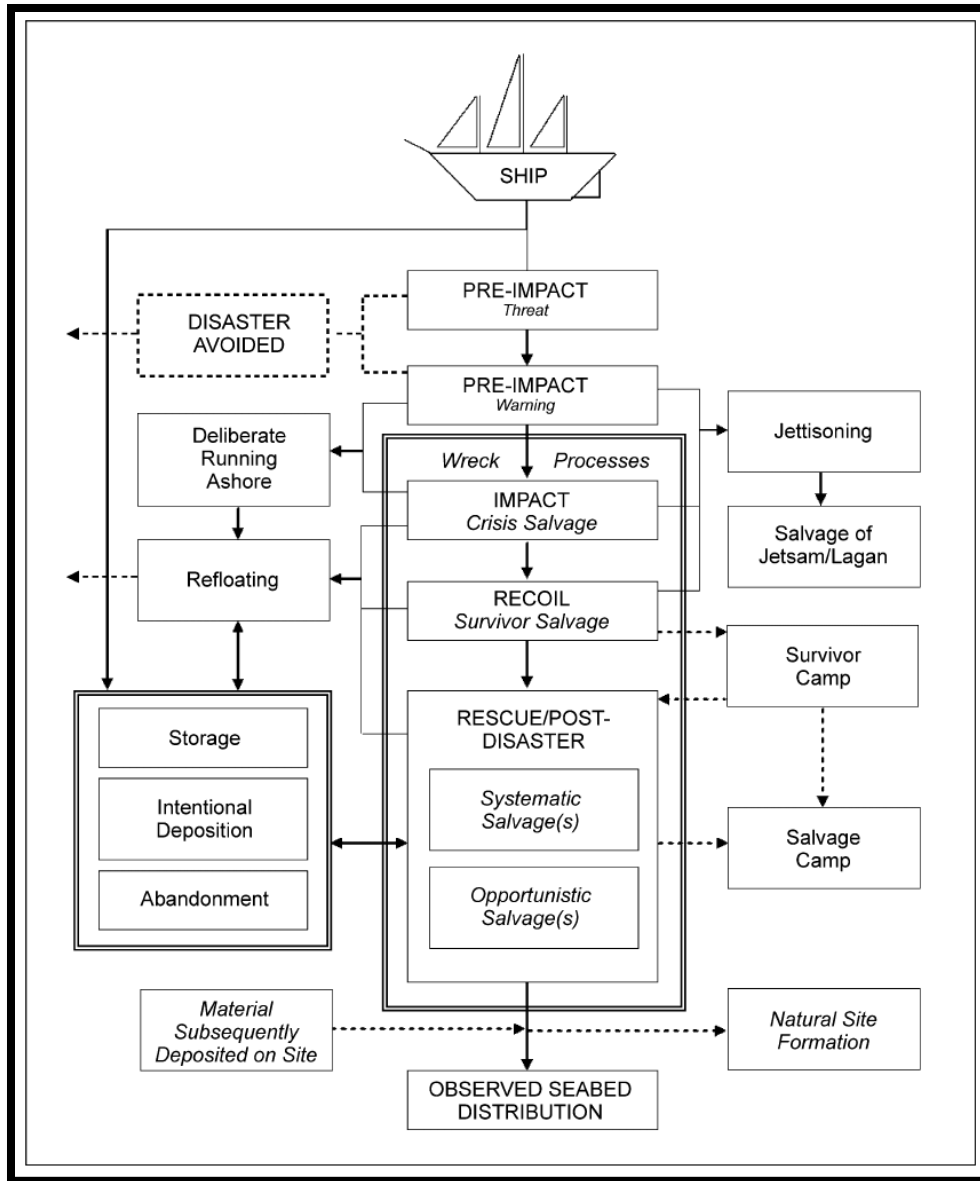 SHIP
PRE-IMPACT
Threat
DISASTER
AVOIDED
PRE-IMPACT
Warning
Deliberate
Running
Ashore
Wreck Processes
Jettisoning
IMPACT
Crisis Salvage
Salvage of
Jetsam/Lagan
Refloating
RECOIL
Survivor Salvage
Survivor
Camp
RESCUE/POST-
DISASTER
Storage
Systematic
Salvage(s)
Intentional
Deposition
Salvage
Camp
Abandonment
Opportunistic
Salvage(s)
Material
Subsequently
Deposited on Site
Natural Site
Formation
OBSERVED SEABED
DISTRIBUTION